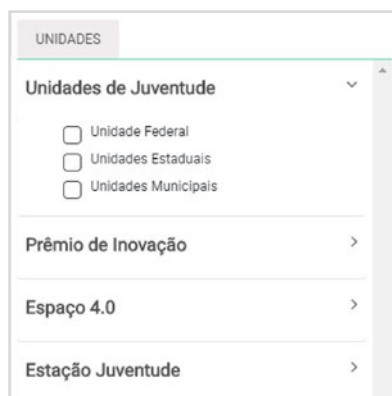 UNIDADES
Unidades de Juventude
Unidade Federal
Unidades Estaduais
Unidades Municipais
Prêmio de Inovação
Espaço 4.0
Estação Juventude